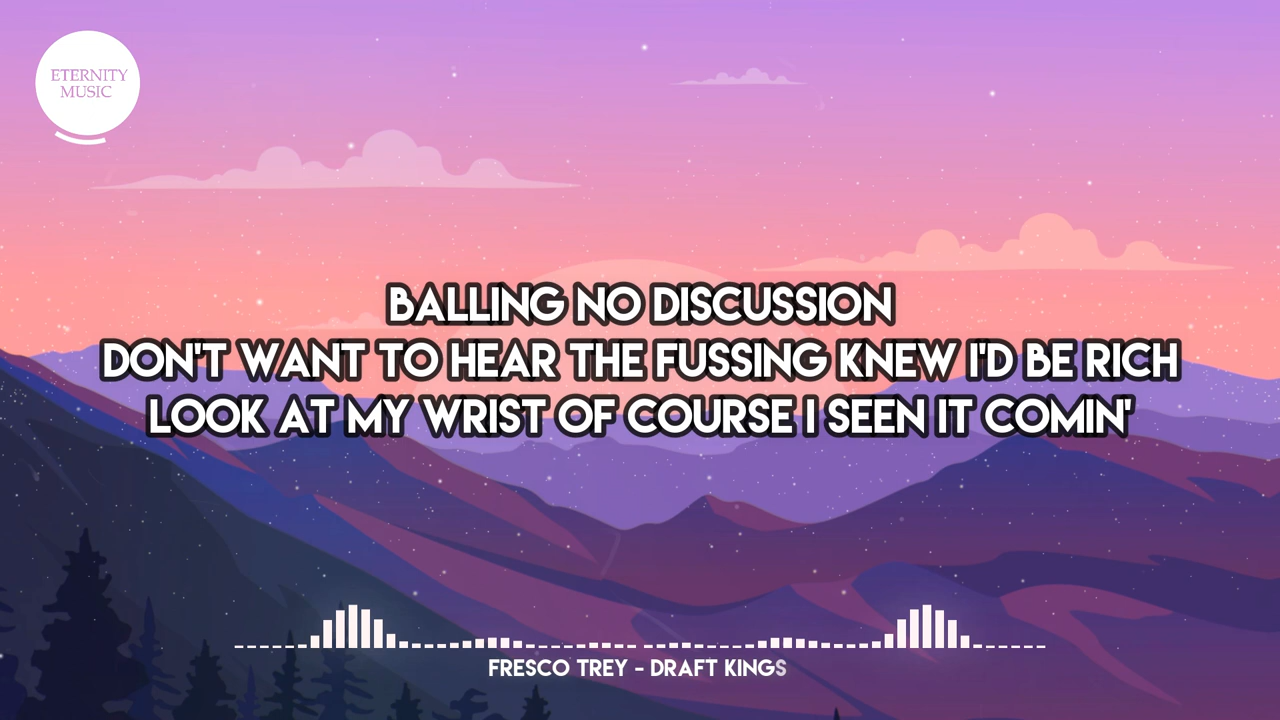 ETERNITY
MUSIC
BALLING NO DISCUSSION
DON'T WANT TO HEAR THE FUSSING KNEW I'D BE RICH
LOOK AT MY WRIST OF COURSE I SEEN IT COMIN'
FRESCO TREY - DRAFT KINGS